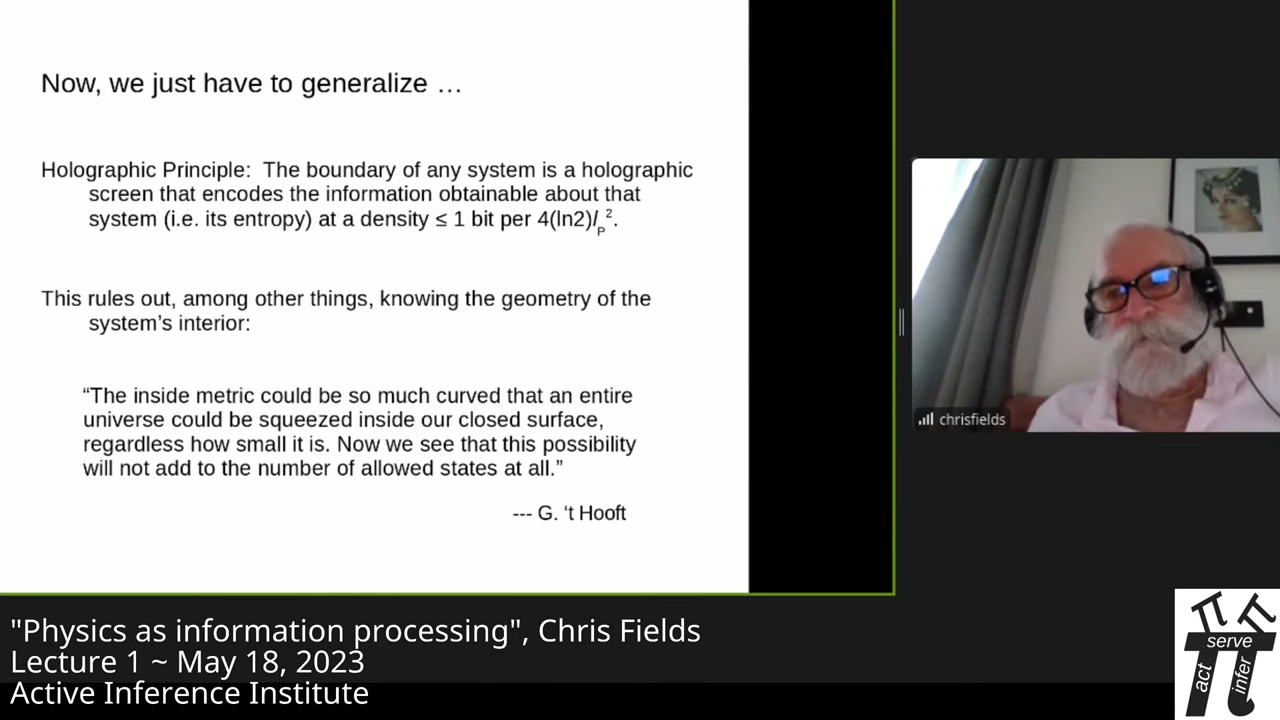 Now, we just have to generalize …
Holographic Principle:  The boundary of any system is a holographic
screen that encodes the information obtainable about that
system (i.e. its entropy) at a density ≤ 1 bit per 4(ln2)lₚ².
This rules out, among other things, knowing the geometry of the
system’s interior:
“The inside metric could be so much curved that an entire
universe could be squeezed inside our closed surface,
regardless how small it is. Now we see that this possibility
will not add to the number of allowed states at all.”
--- G. ‘t Hooft
chrisfields
"Physics as information processing", Chris Fields
Lecture 1 ~ May 18, 2023
Active Inference Institute
serve
act
infer